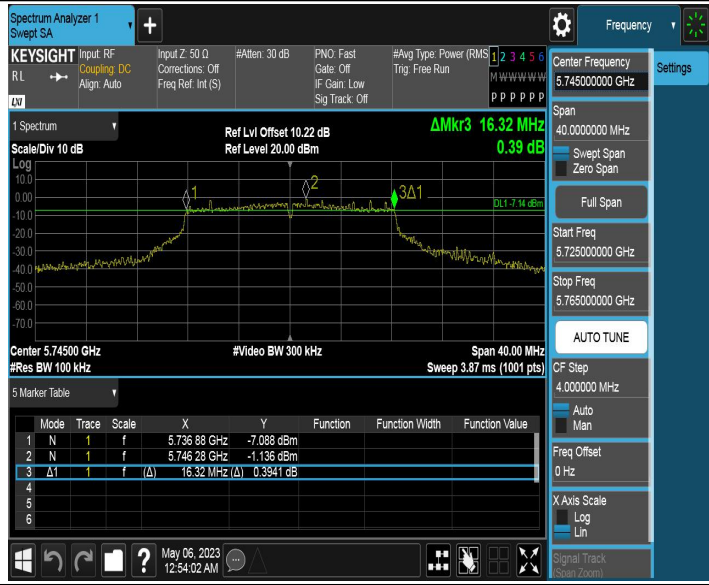 Spectrum Analyzer 1
Swept SA
Frequency
KEYSIGHT
R L
LXI
Input: RF
Coupling: DC
Align: Auto
Input Z: 50 Ω
Corrections: Off
Freq Ref: Int (S)
#Atten: 30 dB
PNO: Fast
Gate: Off
IF Gain: Low
Sig Track: Off
#Avg Type: Power (RMS
Trig: Free Run
1 2 3 4 5 6
M W W W W W
P P P P P P
Center Frequency
5.745000000 GHz
Settings
Span
40.0000000 MHz
Swept Span
Zero Span
Full Span
Start Freq
5.725000000 GHz
Stop Freq
5.765000000 GHz
AUTO TUNE
CF Step
4.000000 MHz
Auto
Man
Freq Offset
0 Hz
X Axis Scale
Log
Lin
Signal Track
(Span Zoom)
1 Spectrum
Scale/Div 10 dB
Ref Lvl Offset 10.22 dB
Ref Level 20.00 dBm
ΔMkr3 16.32 MHz
0.39 dB
Log
10.0
0.00
-10.0
-20.0
-30.0
-40.0
-50.0
-60.0
-70.0
1
2
3Δ1
DL1 -7.14 dBm
Center 5.74500 GHz
#Res BW 100 kHz
#Video BW 300 kHz
Span 40.00 MHz
Sweep 3.87 ms (1001 pts)
5 Marker Table
Mode Trace Scale X Y Function Function Width Function Value
1 N 1 f 5.736 88 GHz -7.088 dBm
2 N 1 f 5.746 28 GHz -1.136 dBm
3 Δ1 1 f (Δ) 16.32 MHz (Δ) 0.3941 dB
4
5
6
?
May 06, 2023
12:54:02 AM